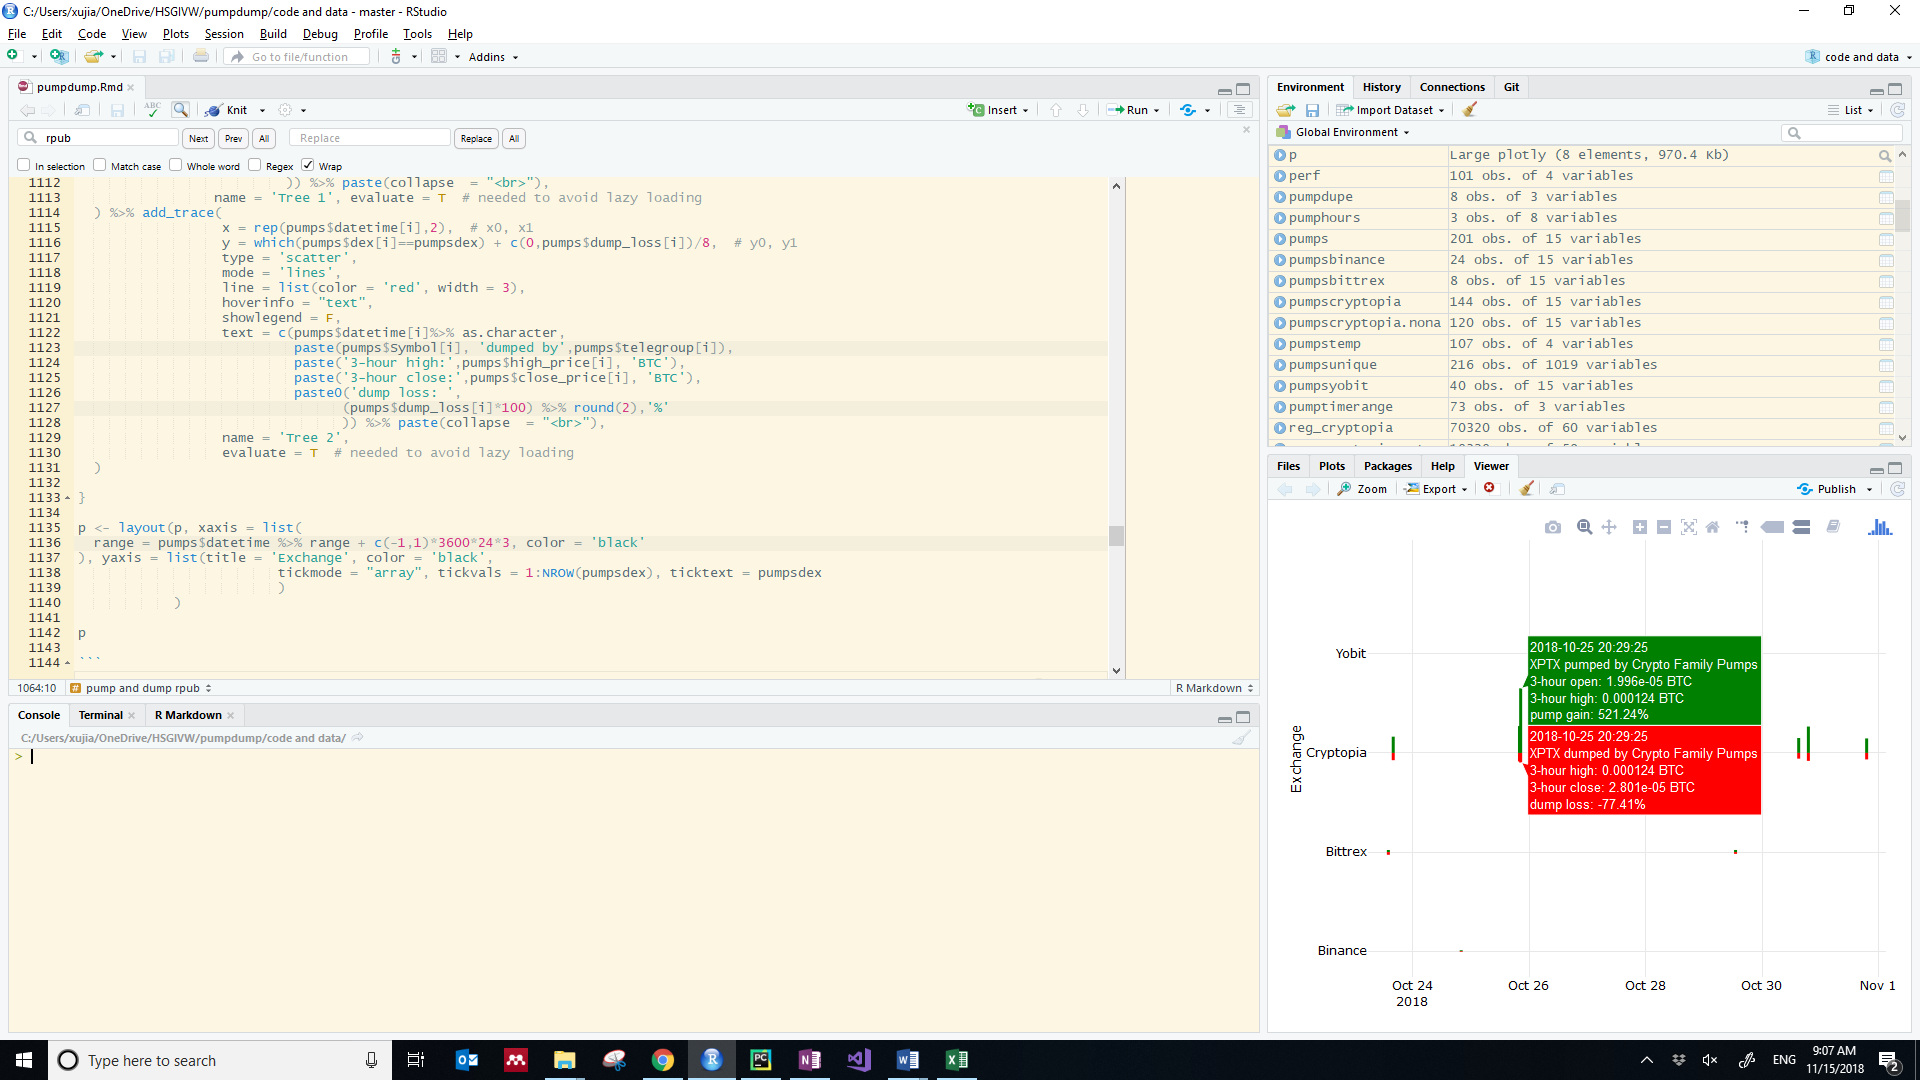 C:/Users/xujia/OneDrive/HSGIVW/pumpdump/code and data - master - RStudio
File Edit Code View Plots Session Build Debug Profile Tools Help
Go to file/function Addins code and data
pumpdump.Rmd
ABC Knit Insert Run
rpub Next Prev All Replace Replace All
In selection Match case Whole word Regex Wrap
1112 )) %>% paste(collapse = "<br>"),
1113 name = 'Tree 1', evaluate = T # needed to avoid lazy loading
1114 ) %>% add_trace(
1115 x = rep(pumps$datetime[i],2), # x0, x1
1116 y = which(pumps$dex[i]==pumpsdex) + c(0,pumps$dump_loss[i])/8, # y0, y1
1117 type = 'scatter',
1118 mode = 'lines',
1119 line = list(color = 'red', width = 3),
1120 hoverinfo = "text",
1121 showlegend = F,
1122 text = c(pumps$datetime[i]%>% as.character,
1123 paste(pumps$Symbol[i], 'dumped by',pumps$telegroup[i]),
1124 paste('3-hour high:',pumps$high_price[i], 'BTC'),
1125 paste('3-hour close:',pumps$close_price[i], 'BTC'),
1126 paste0('dump loss: ',
1127 (pumps$dump_loss[i]*100) %>% round(2),'%'
1128 )) %>% paste(collapse = "<br>"),
1129 name = 'Tree 2',
1130 evaluate = T # needed to avoid lazy loading
1131 )
1132
1133 }
1134
1135 p <- layout(p, xaxis = list(
1136 range = pumps$datetime %>% range + c(-1,1)*3600*24*3, color = 'black'
1137 ), yaxis = list(title = 'Exchange', color = 'black',
1138 tickmode = "array", tickvals = 1:NROW(pumpsdex), ticktext = pumpsdex
1139 )
1140 )
1141
1142 p
1143
1144 ```
1064:10 # pump and dump rpub R Markdown
Console Terminal R Markdown
C:/Users/xujia/OneDrive/HSGIVW/pumpdump/code and data/
>
Environment History Connections Git
Import Dataset List
Global Environment
p Large plotly (8 elements, 970.4 Kb)
perf 101 obs. of 4 variables
pumpdupe 8 obs. of 3 variables
pumphours 3 obs. of 8 variables
pumps 201 obs. of 15 variables
pumpsbinance 24 obs. of 15 variables
pumpsbittrex 8 obs. of 15 variables
pumpscryptopia 144 obs. of 15 variables
pumpscryptopia.nona 120 obs. of 15 variables
pumpstemp 107 obs. of 4 variables
pumpsunique 216 obs. of 1019 variables
pumpsyobit 40 obs. of 15 variables
pumptimerange 73 obs. of 3 variables
reg_cryptopia 70320 obs. of 60 variables
Files Plots Packages Help Viewer
Zoom Export Publish
Exchange
Yobit
Cryptopia
Bittrex
Binance
2018-10-25 20:29:25
XPTX pumped by Crypto Family Pumps
3-hour open: 1.996e-05 BTC
3-hour high: 0.000124 BTC
pump gain: 521.24%
2018-10-25 20:29:25
XPTX dumped by Crypto Family Pumps
3-hour high: 0.000124 BTC
3-hour close: 2.801e-05 BTC
dump loss: -77.41%
Oct 24 Oct 26 Oct 28 Oct 30 Nov 1
2018
Type here to search
ENG 9:07 AM
11/15/2018
2